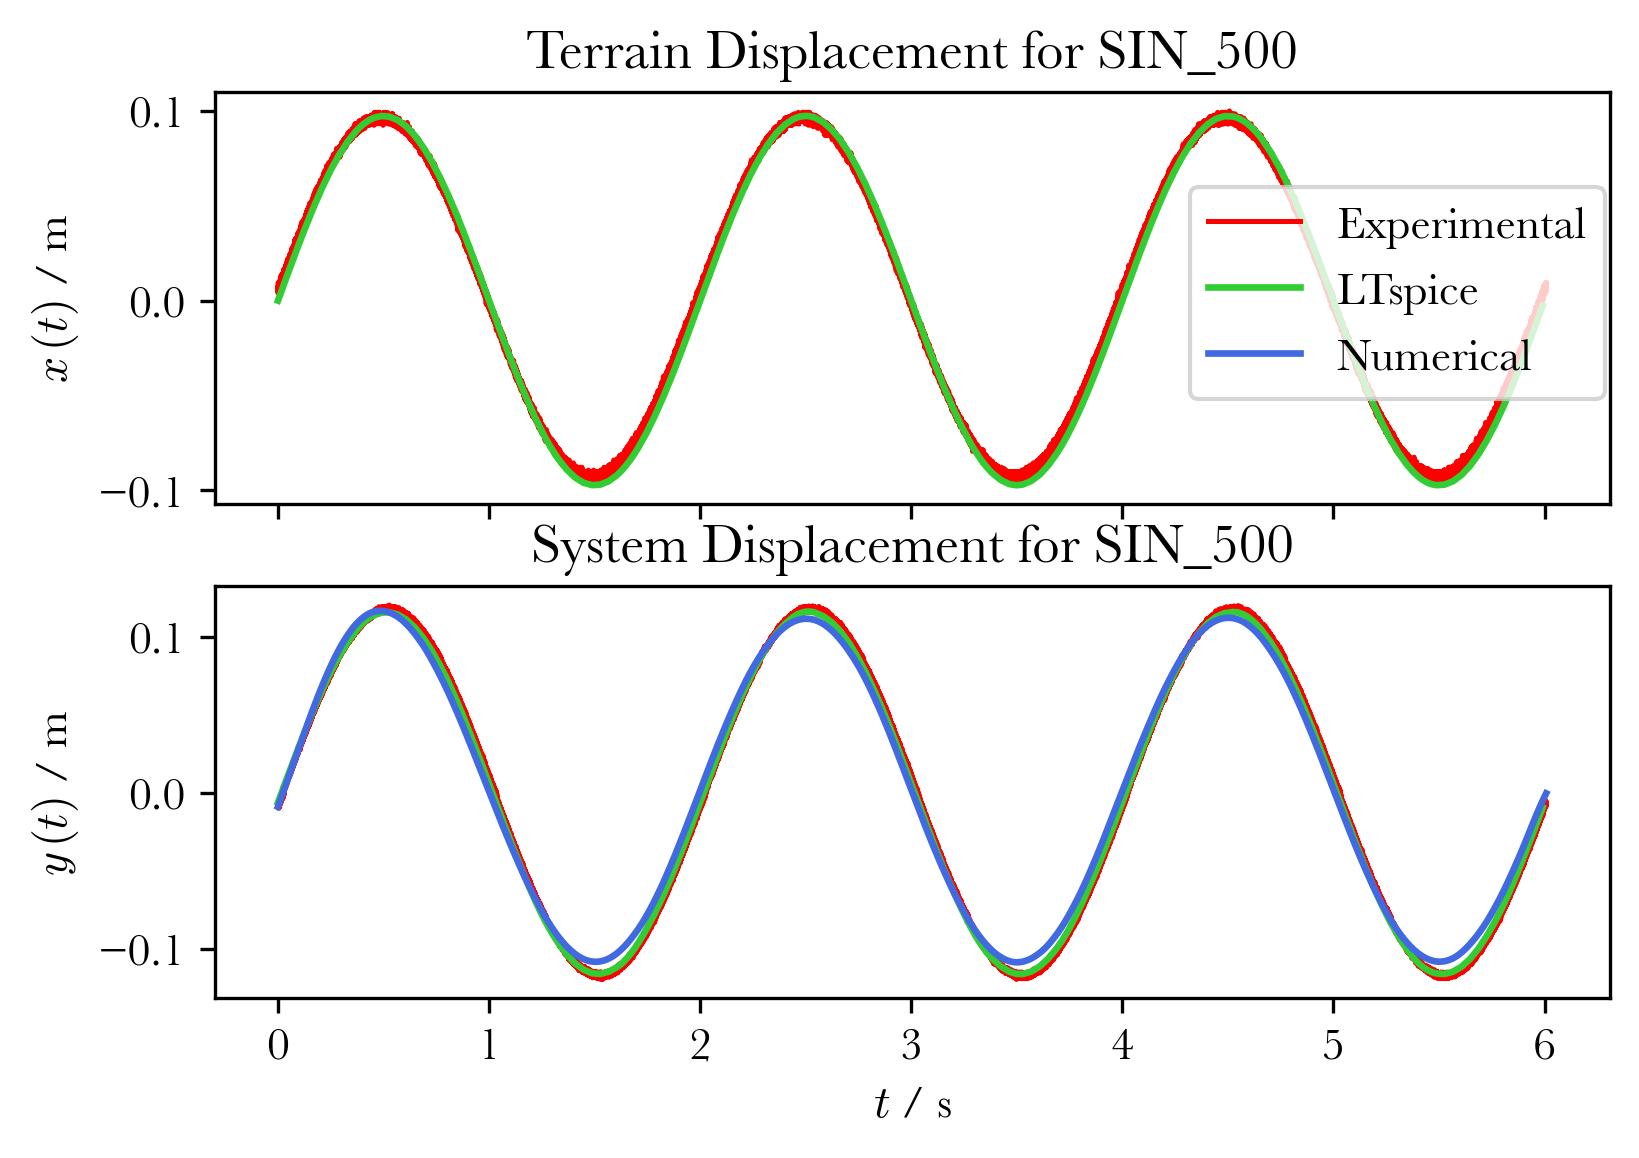 Terrain Displacement for SIN_500
0.1
0.0
−0.1
x(t) / m
Experimental
LTspice
Numerical
System Displacement for SIN_500
0.1
0.0
−0.1
y(t) / m
0 1 2 3 4 5 6
t / s